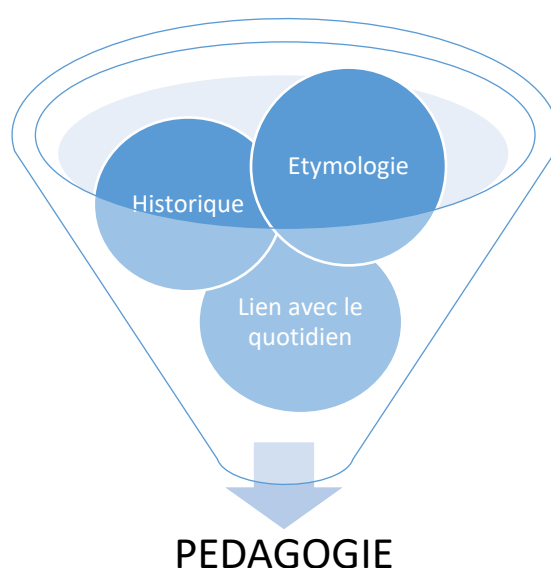 Etymologie
Historique
Lien avec le
quotidien
PEDAGOGIE